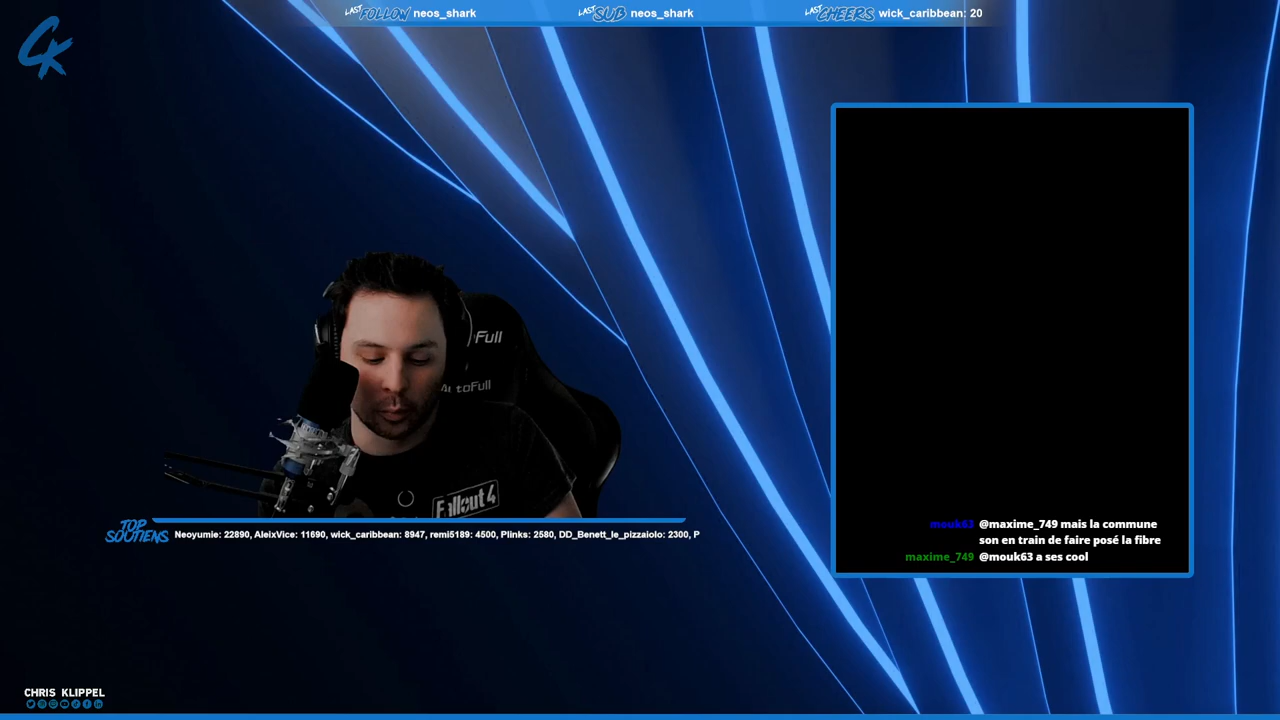 LAST FOLLOW neos_shark
LAST SUB neos_shark
LAST CHEERS wick_caribbean: 20
CK
Full
AutoFull
Fallout 4
mouk63 @maxime_749 mais la commune
son en train de faire posé la fibre
maxime_749 @mouk63 a ses cool
TOP SOUTIENS Neoyumie: 22890, AleixVice: 11690, wick_caribbean: 8947, remi5189: 4500, Plinks: 2580, DD_Benett_le_pizzaiolo: 2300, P
CHRIS KLIPPEL